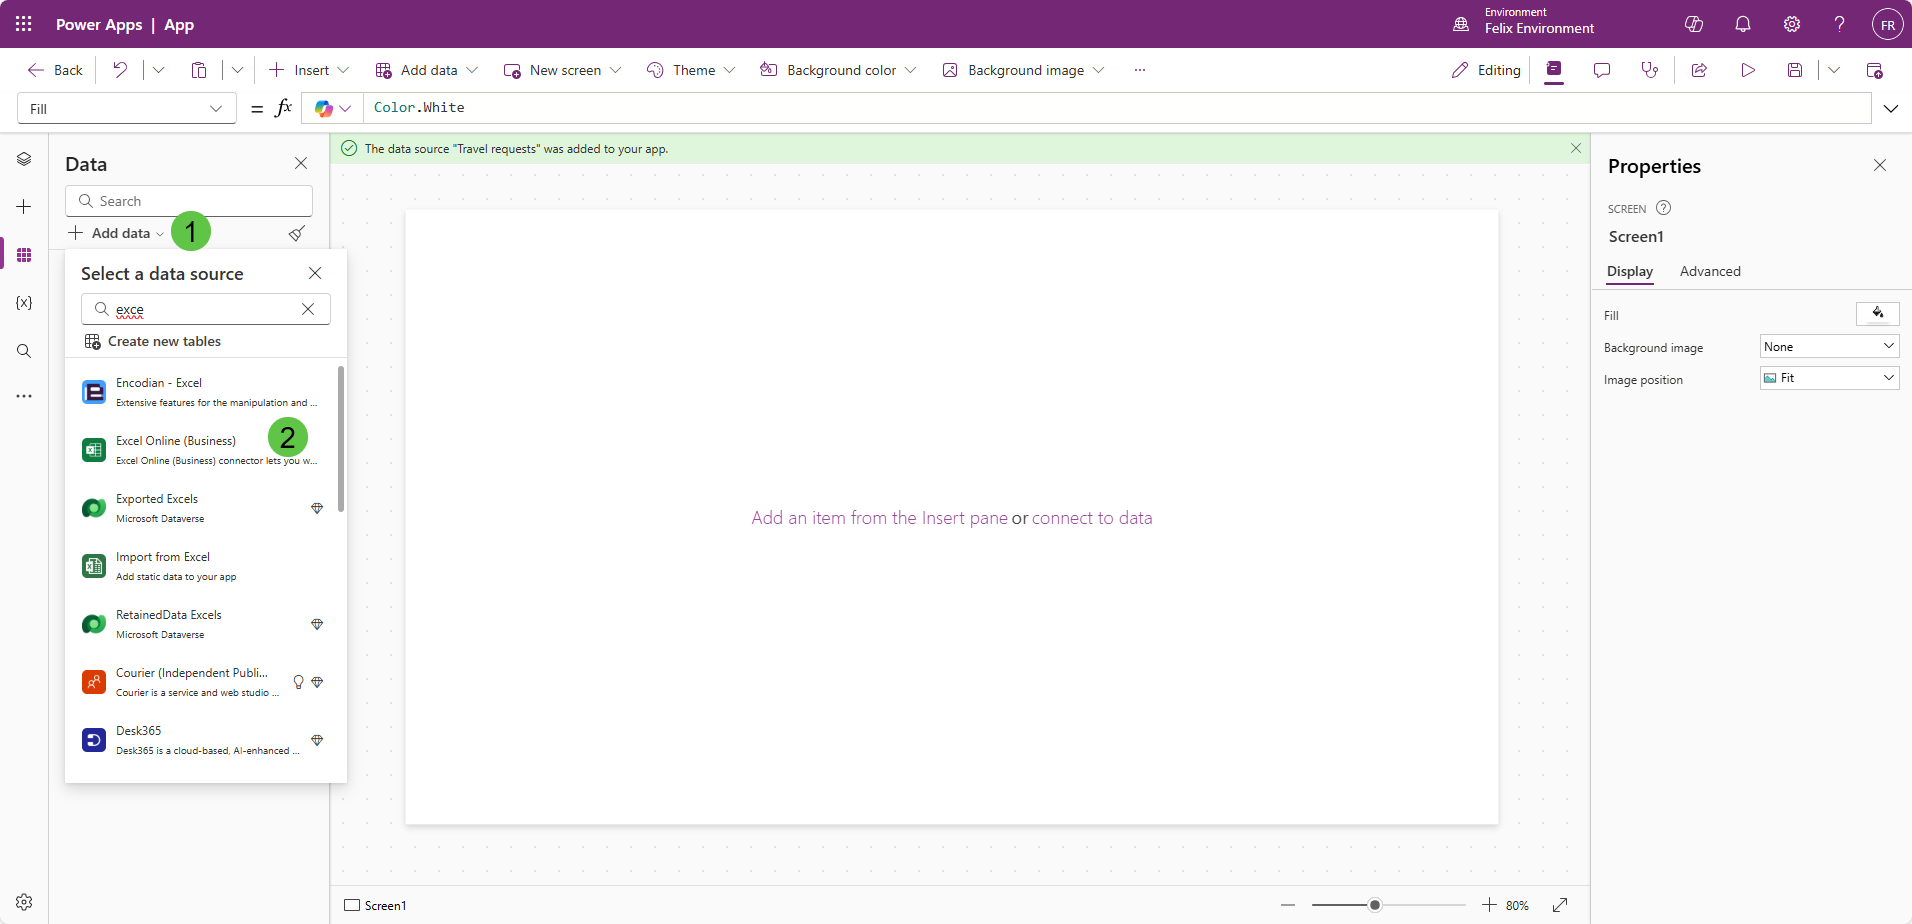 Power Apps | App
Environment
Felix Environment
FR
Back
Insert
Add data
New screen
Theme
Background color
Background image
...
Editing
Fill
= fx
Color.White
Data
Search
Add data
1
Select a data source
exce
Create new tables
Encodian - Excel
Extensive features for the manipulation and ...
Excel Online (Business)
2
Excel Online (Business) connector lets you w...
Exported Excels
Microsoft Dataverse
Import from Excel
Add static data to your app
RetainedData Excels
Microsoft Dataverse
Courier (Independent Publi...
Courier is a service and web studio ...
Desk365
Desk365 is a cloud-based, AI-enhanced ...
The data source "Travel requests" was added to your app.
Add an item from the Insert pane or connect to data
Screen1
80%
Properties
SCREEN ?
Screen1
Display
Advanced
Fill
Background image
None
Image position
Fit